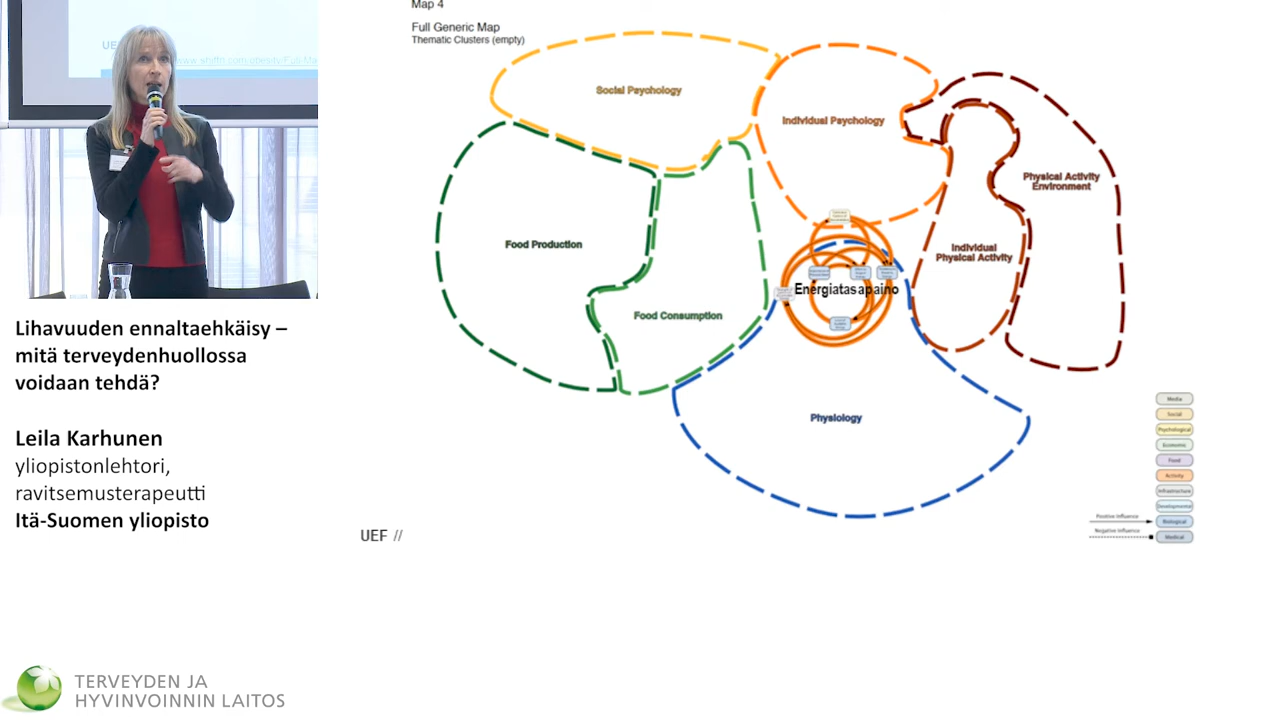 Map 4
Full Generic Map
Thematic Clusters (empty)
Social Psychology
Individual Psychology
Physical Activity
Environment
Food Production
Individual
Physical Activity
Energiatasapaino
Food Consumption
Physiology
Media
Social
Psychological
Economic
Food
Activity
Infrastructure
Developmental
Biological
Medical
Positive Influence
Negative Influence
UEF //
Lihavuuden ennaltaehkäisy –
mitä terveydenhuollossa
voidaan tehdä?
Leila Karhunen
yliopistonlehtori,
ravitsemusterapeutti
Itä-Suomen yliopisto
TERVEYDEN JA
HYVINVOINNIN LAITOS